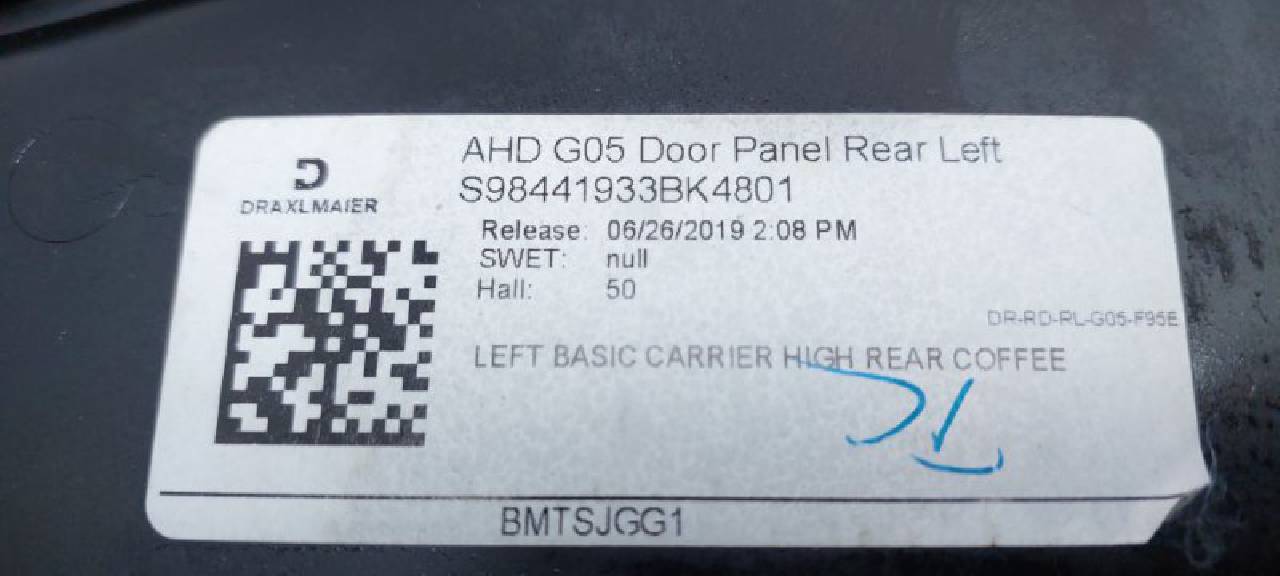 AHD G05 Door Panel Rear Left
DRAXLMAIER
S98441933BK4801
Release: 06/26/2019 2:08 PM
SWET: null
Hall: 50
DR-RD-RL-G05-F95E
LEFT BASIC CARRIER HIGH REAR COFFEE
BMTSJGG1